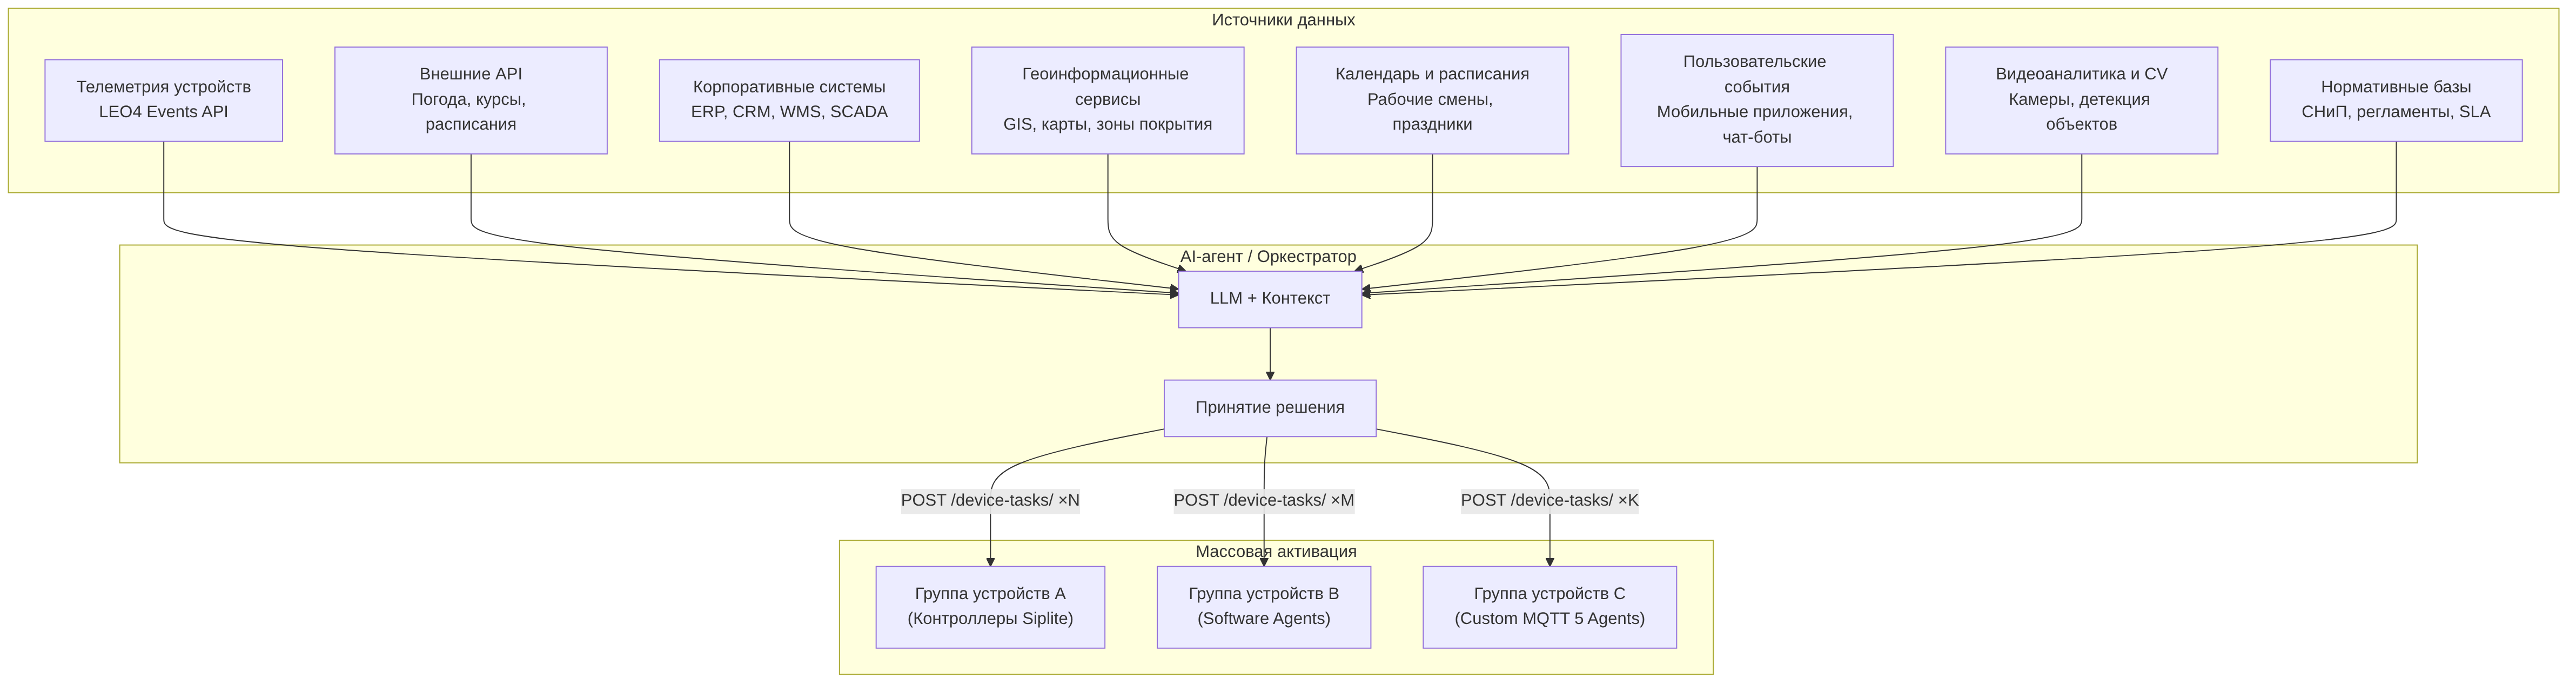 Источники данных
Телеметрия устройств
LEO4 Events API
Внешние API
Погода, курсы,
расписания
Корпоративные системы
ERP, CRM, WMS, SCADA
Геоинформационные
сервисы
GIS, карты, зоны покрытия
Календарь и расписания
Рабочие смены,
праздники
Пользовательские
события
Мобильные приложения,
чат-боты
Видеоаналитика и CV
Камеры, детекция
объектов
Нормативные базы
СНиП, регламенты, SLA
AI-агент / Оркестратор
LLM + Контекст
Принятие решения
POST /device-tasks/ ×N
POST /device-tasks/ ×M
POST /device-tasks/ ×K
Массовая активация
Группа устройств A
(Контроллеры Siplite)
Группа устройств B
(Software Agents)
Группа устройств C
(Custom MQTT 5 Agents)